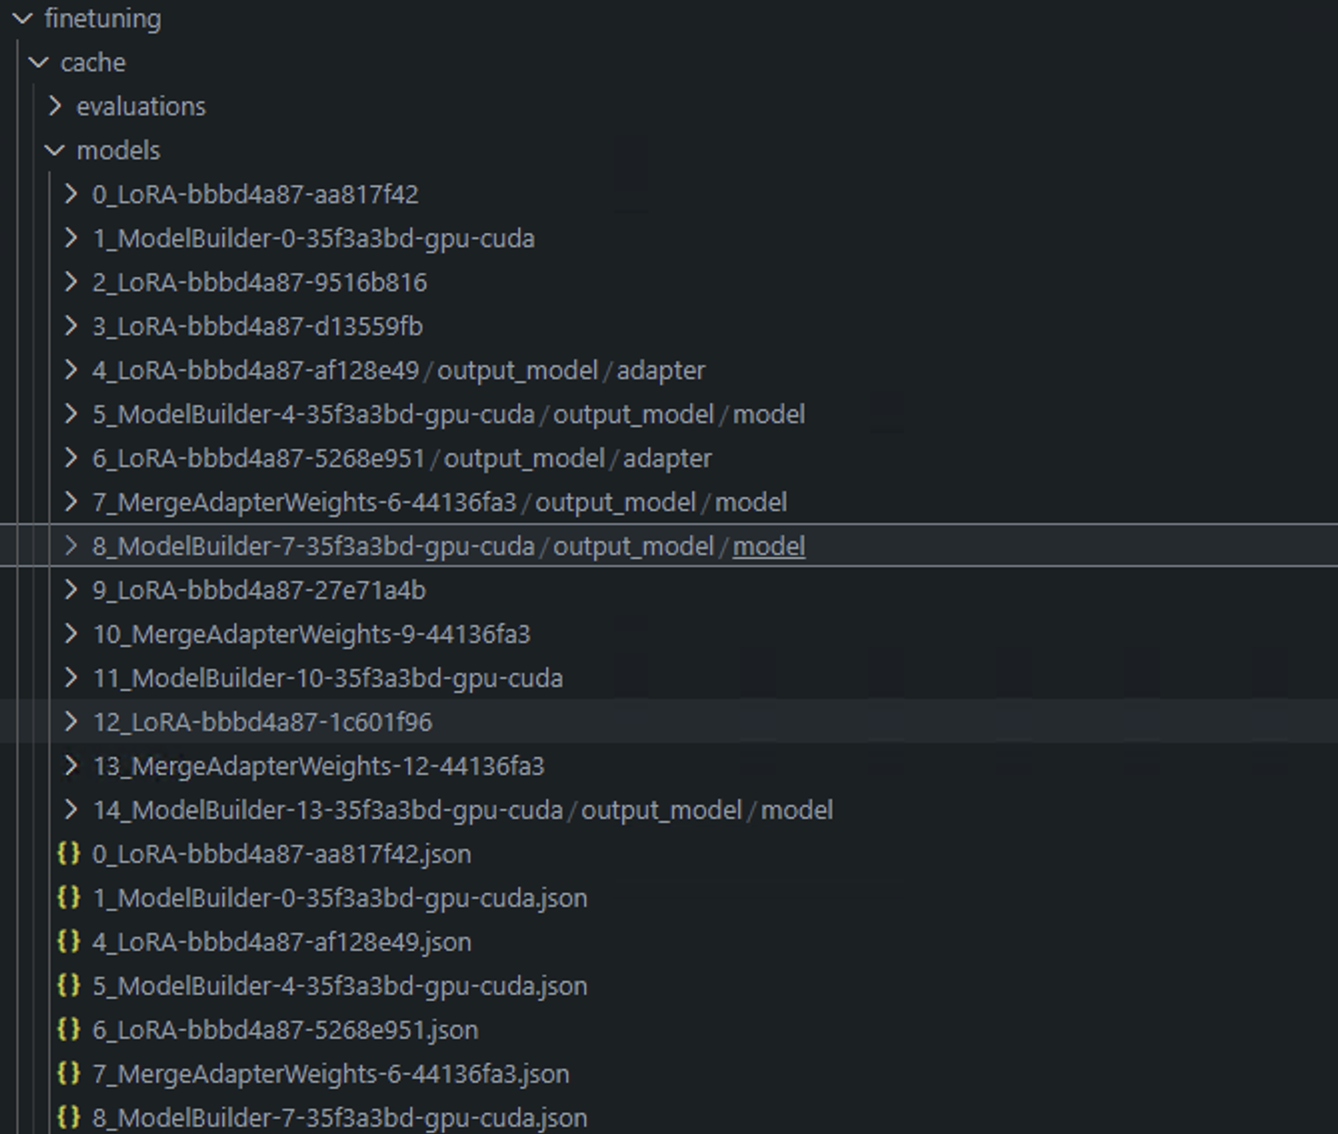 finetuning
cache
evaluations
models
0_LoRA-bbbd4a87-aa817f42
1_ModelBuilder-0-35f3a3bd-gpu-cuda
2_LoRA-bbbd4a87-9516b816
3_LoRA-bbbd4a87-d13559fb
4_LoRA-bbbd4a87-af128e49/output_model/adapter
5_ModelBuilder-4-35f3a3bd-gpu-cuda/output_model/model
6_LoRA-bbbd4a87-5268e951/output_model/adapter
7_MergeAdapterWeights-6-44136fa3/output_model/model
8_ModelBuilder-7-35f3a3bd-gpu-cuda/output_model/model
9_LoRA-bbbd4a87-27e71a4b
10_MergeAdapterWeights-9-44136fa3
11_ModelBuilder-10-35f3a3bd-gpu-cuda
12_LoRA-bbbd4a87-1c601f96
13_MergeAdapterWeights-12-44136fa3
14_ModelBuilder-13-35f3a3bd-gpu-cuda/output_model/model
{} 0_LoRA-bbbd4a87-aa817f42.json
{} 1_ModelBuilder-0-35f3a3bd-gpu-cuda.json
{} 4_LoRA-bbbd4a87-af128e49.json
{} 5_ModelBuilder-4-35f3a3bd-gpu-cuda.json
{} 6_LoRA-bbbd4a87-5268e951.json
{} 7_MergeAdapterWeights-6-44136fa3.json
{} 8_ModelBuilder-7-35f3a3bd-gpu-cuda.json